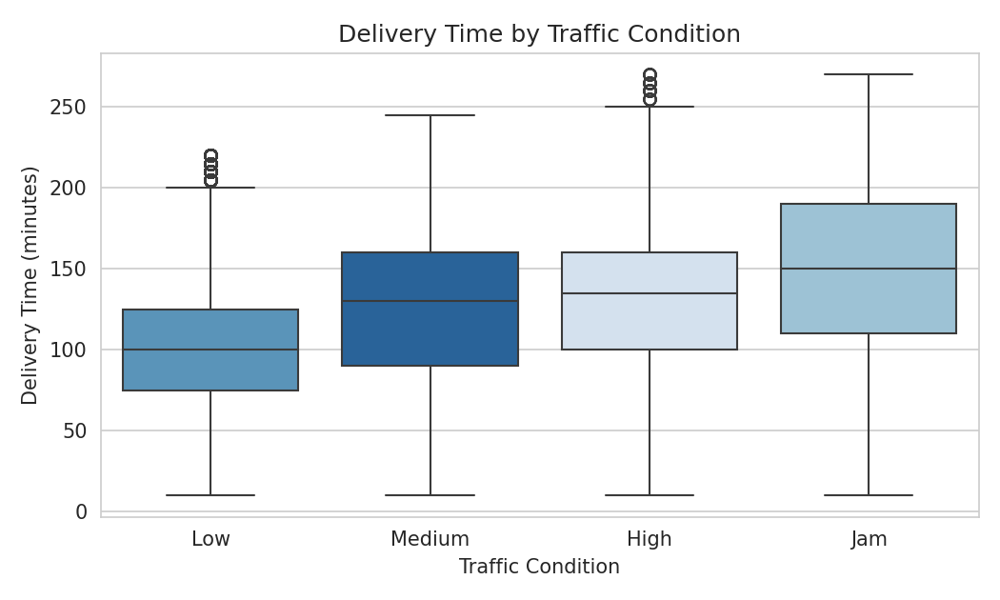 Delivery Time by Traffic Condition
Delivery Time (minutes)
250
200
150
100
50
0
Low
Medium
High
Jam
Traffic Condition